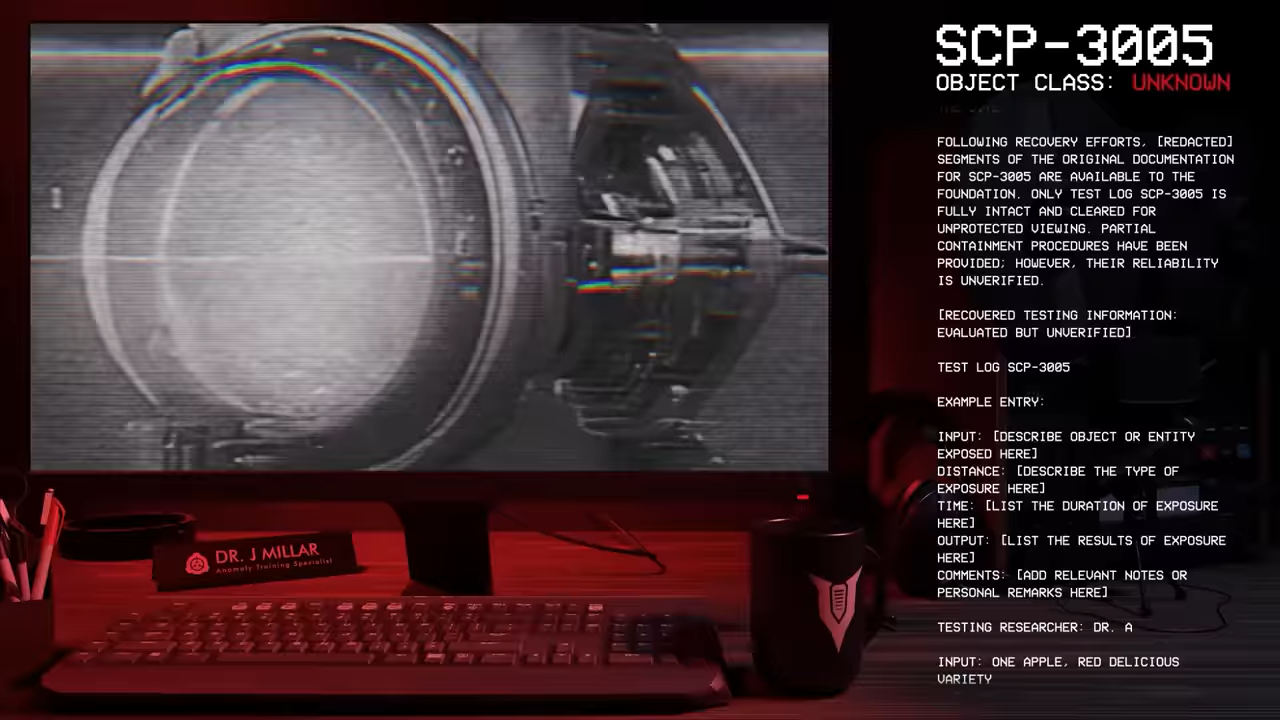 SCP-3005
OBJECT CLASS: UNKNOWN
FOLLOWING RECOVERY EFFORTS, [REDACTED]
SEGMENTS OF THE ORIGINAL DOCUMENTATION
FOR SCP-3005 ARE AVAILABLE TO THE
FOUNDATION. ONLY TEST LOG SCP-3005 IS
FULLY INTACT AND CLEARED FOR
UNPROTECTED VIEWING. PARTIAL
CONTAINMENT PROCEDURES HAVE BEEN
PROVIDED; HOWEVER, THEIR RELIABILITY
IS UNVERIFIED.
[RECOVERED TESTING INFORMATION:
EVALUATED BUT UNVERIFIED]
TEST LOG SCP-3005
EXAMPLE ENTRY:
INPUT: [DESCRIBE OBJECT OR ENTITY
EXPOSED HERE]
DISTANCE: [DESCRIBE THE TYPE OF
EXPOSURE HERE]
TIME: [LIST THE DURATION OF EXPOSURE
HERE]
OUTPUT: [LIST THE RESULTS OF EXPOSURE
HERE]
COMMENTS: [ADD RELEVANT NOTES OR
PERSONAL REMARKS HERE]
TESTING RESEARCHER: DR. A
INPUT: ONE APPLE, RED DELICIOUS
VARIETY
DR. J MILLAR
Anomaly Training Specialist